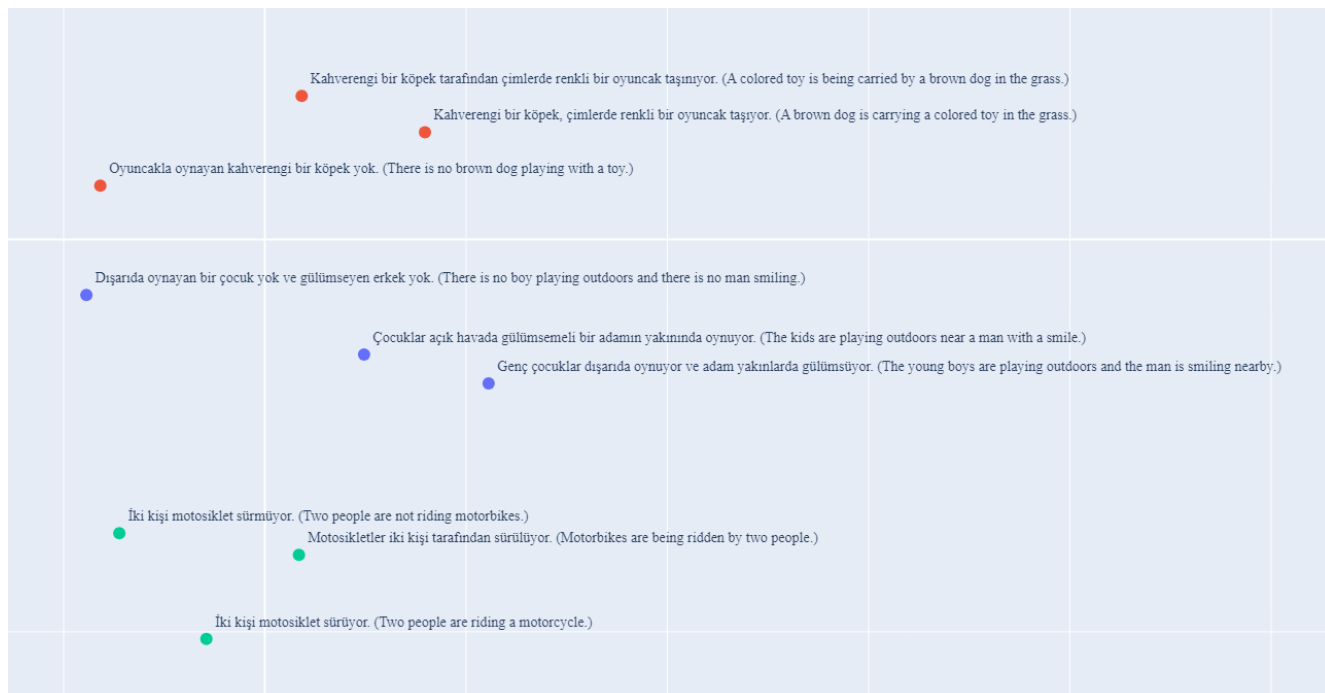 Kahverengi bir köpek tarafından çimlerde renkli bir oyuncak taşınıyor. (A colored toy is being carried by a brown dog in the grass.)
Kahverengi bir köpek, çimlerde renkli bir oyuncak taşıyor. (A brown dog is carrying a colored toy in the grass.)
Oyuncakla oynayan kahverengi bir köpek yok. (There is no brown dog playing with a toy.)
Dışarıda oynayan bir çocuk yok ve gülümseyen erkek yok. (There is no boy playing outdoors and there is no man smiling.)
Çocuklar açık havada gülümsemeli bir adamın yakınında oynuyor. (The kids are playing outdoors near a man with a smile.)
Genç çocuklar dışarıda oynuyor ve adam yakınlarda gülümsüyor. (The young boys are playing outdoors and the man is smiling nearby.)
İki kişi motosiklet sürmüyor. (Two people are not riding motorbikes.)
Motosikletler iki kişi tarafından sürülüyor. (Motorbikes are being ridden by two people.)
İki kişi motosiklet sürüyor. (Two people are riding a motorcycle.)